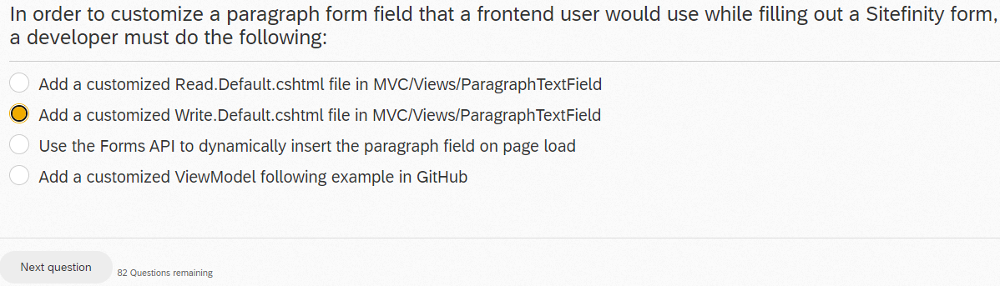 In order to customize a paragraph form field that a frontend user would use while filling out a Sitefinity form,
a developer must do the following:
Add a customized Read.Default.cshtml file in MVC/Views/ParagraphTextField
Add a customized Write.Default.cshtml file in MVC/Views/ParagraphTextField
Use the Forms API to dynamically insert the paragraph field on page load
Add a customized ViewModel following example in GitHub
Next question
82 Questions remaining